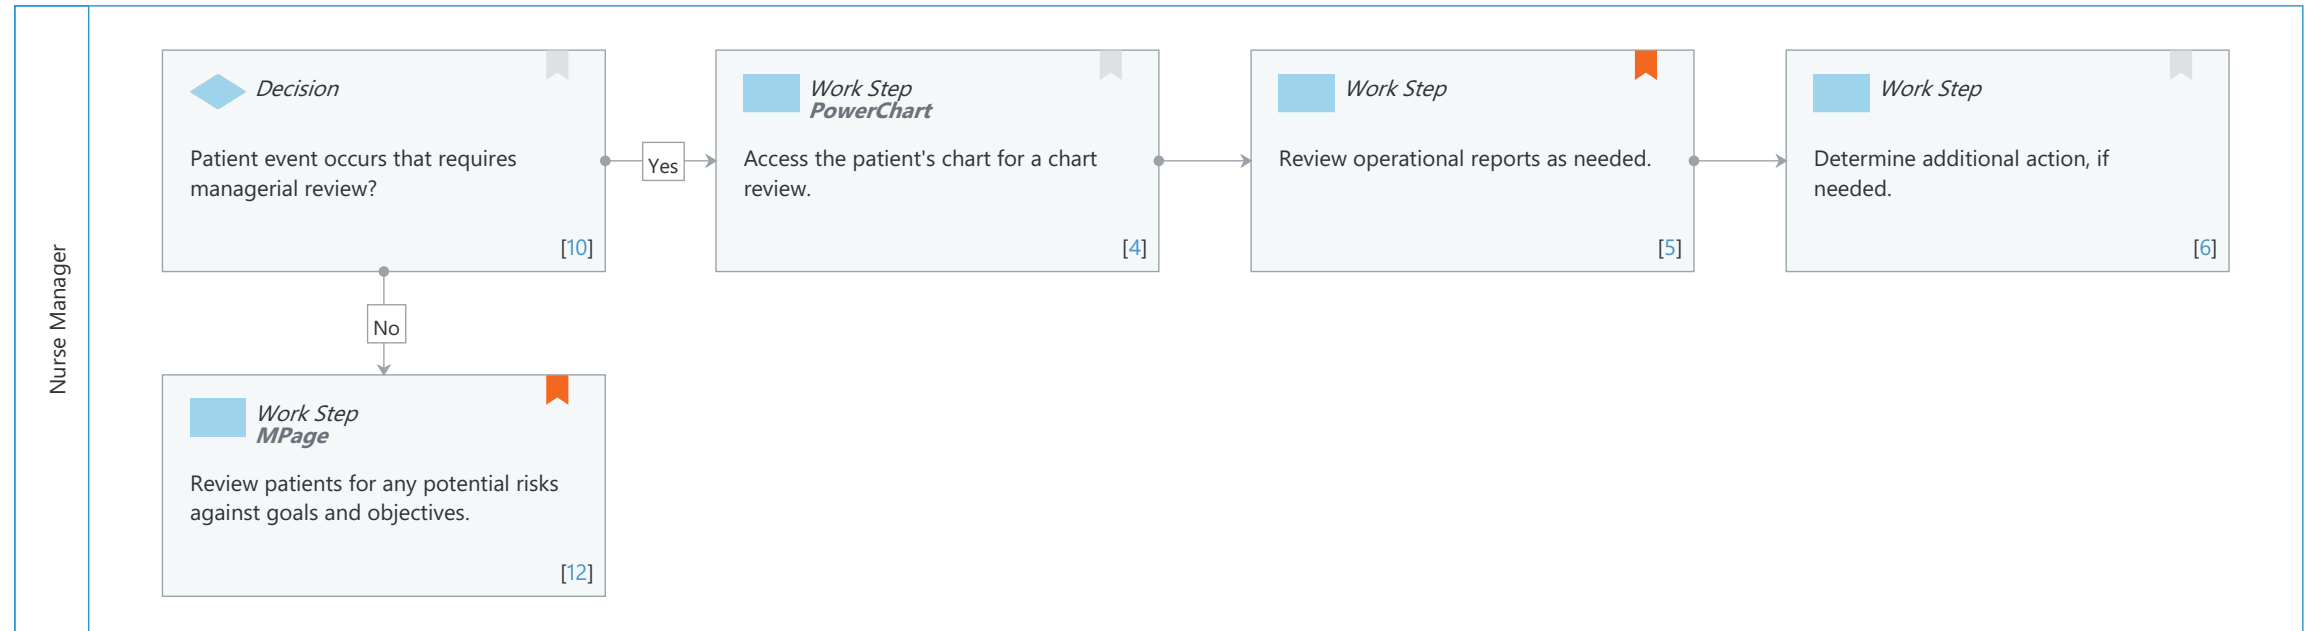 Nurse Manager
Decision
Patient event occurs that requires
managerial review?
[10]
Yes
Work Step
PowerChart
Access the patient's chart for a chart
review.
[4]
Work Step
Review operational reports as needed.
[5]
Work Step
Determine additional action, if
needed.
[6]
No
Work Step
MPage
Review patients for any potential risks
against goals and objectives.
[12]